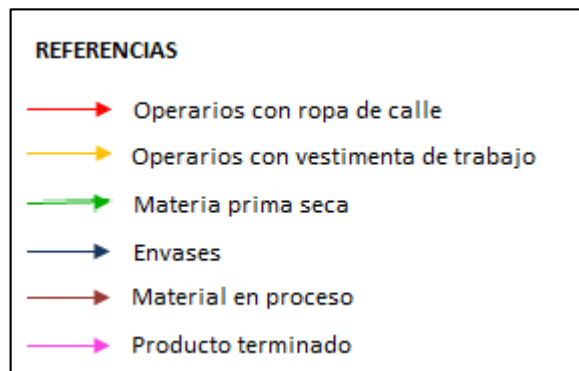 REFERENCIAS
Operarios con ropa de calle
Operarios con vestimenta de trabajo
Materia prima seca
Envases
Material en proceso
Producto terminado